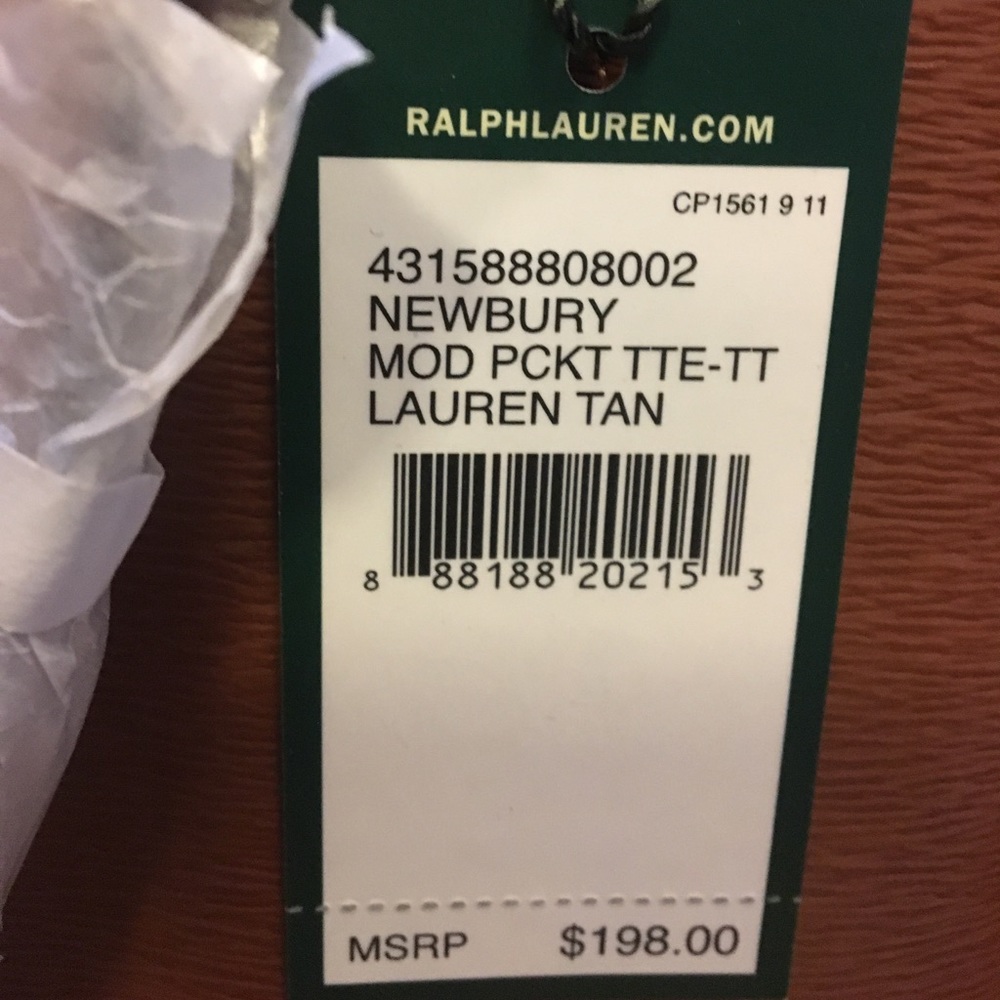 RALPHLAUREN.COM
CP1561 9 11
431588808002
NEWBURY
MOD PCKT TTE-TT
LAUREN TAN
8 88188 20215 3
MSRP $198.00